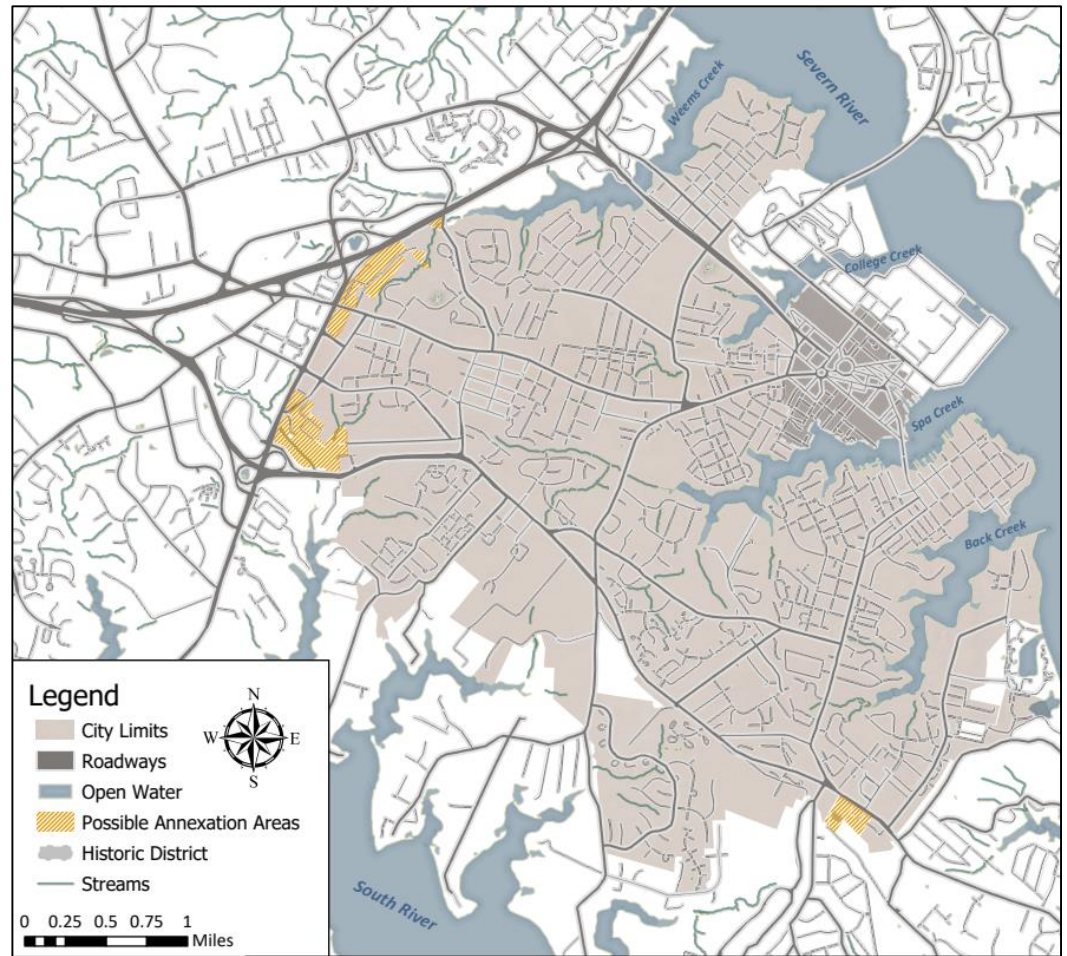 Weems Creek
Severn River
College Creek
Spa Creek
Back Creek
South River
Legend
N
W E
S
City Limits
Roadways
Open Water
Possible Annexation Areas
Historic District
Streams
0 0.25 0.5 0.75 1
Miles